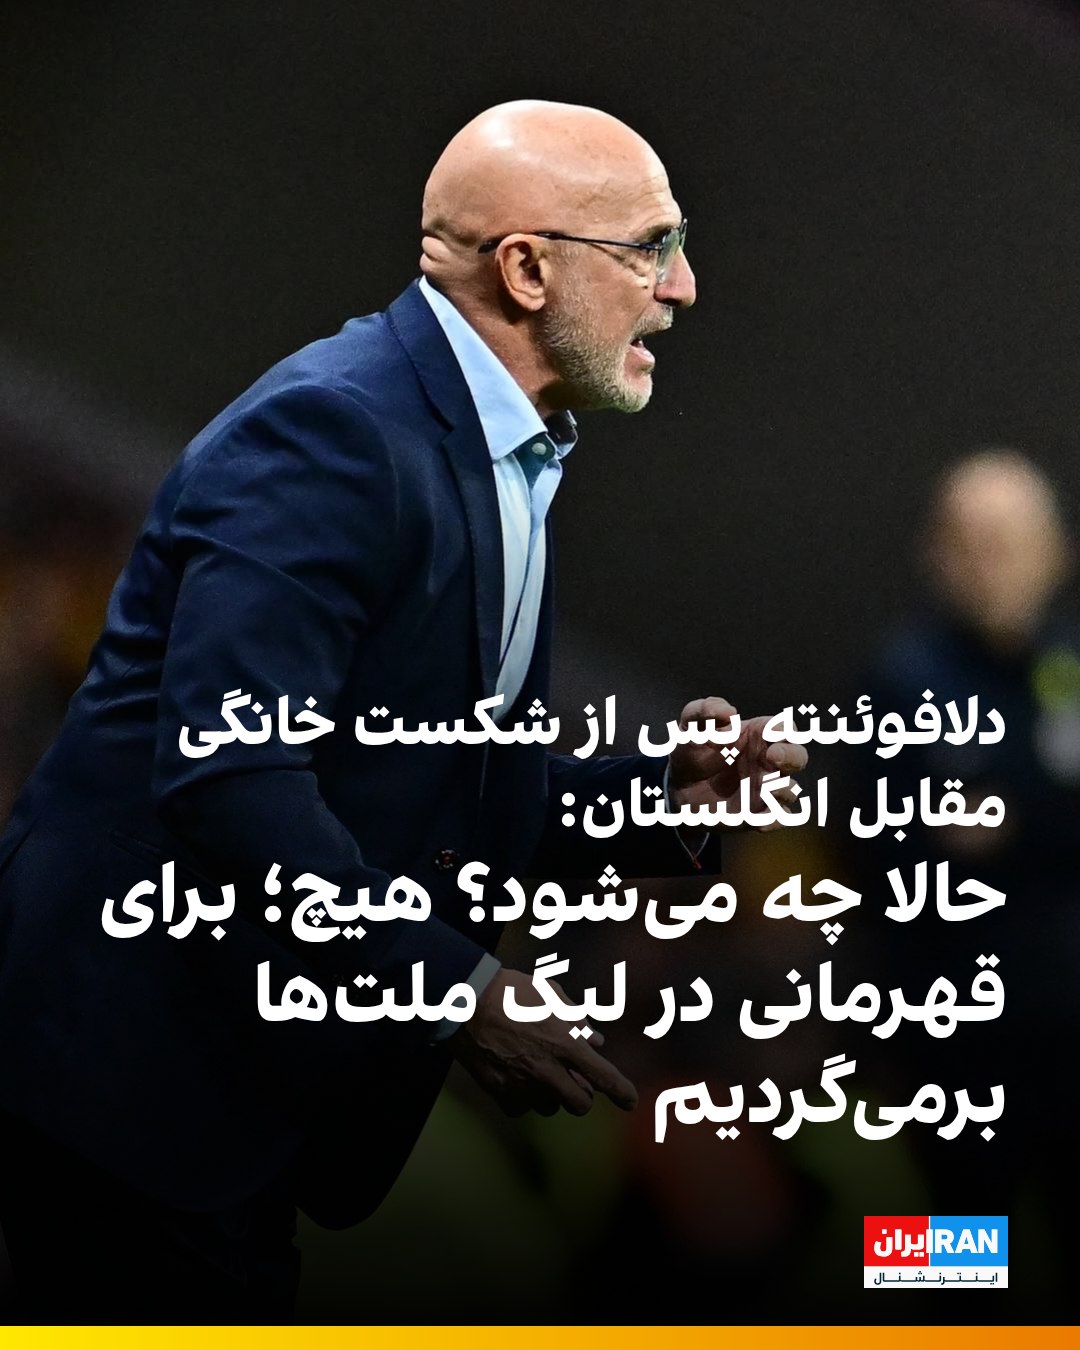 دلافوئنته پس از شکست خانگی
مقابل انگلستان:
حالا چه می‌شود؟ هیچ؛ برای
قهرمانی در لیگ ملت‌ها
برمی‌گردیم
ایران IRAN
اینترنشنال